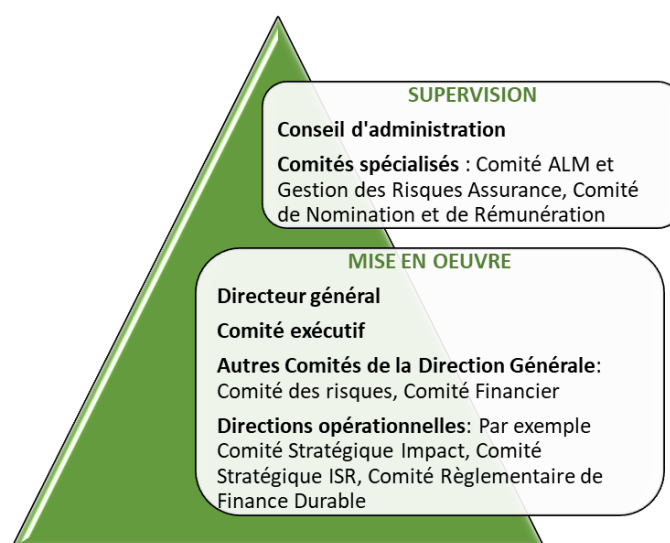 SUPERVISION
Conseil d'administration
Comités spécialisés : Comité ALM et
Gestion des Risques Assurance, Comité
de Nomination et de Rémunération
MISE EN OEUVRE
Directeur général
Comité exécutif
Autres Comités de la Direction Générale:
Comité des risques, Comité Financier
Directions opérationnelles: Par exemple
Comité Stratégique Impact, Comité
Stratégique ISR, Comité Règlementaire de
Finance Durable